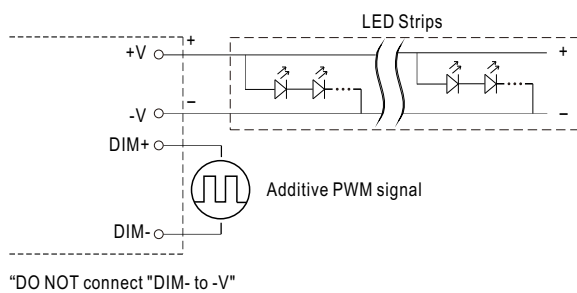 LED Strips
+V
+
+
-V
−
−
DIM+
Additive PWM signal
DIM-
“DO NOT connect "DIM- to -V"